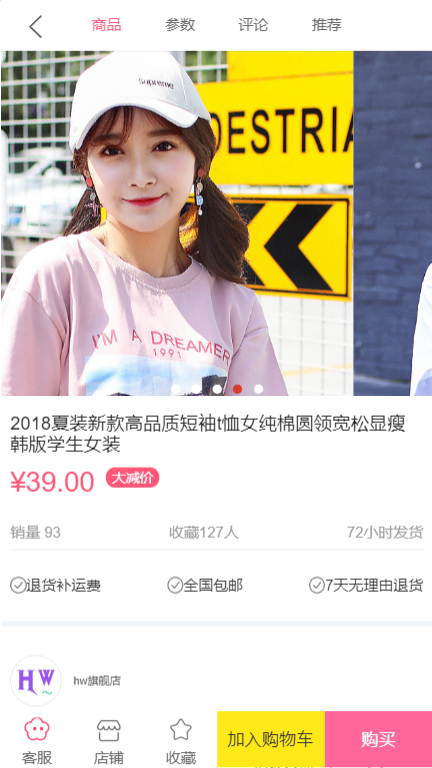 商品 参数 评论 推荐
Supreme
DESTRIA
I'M A DREAMER
1991
2018夏装新款高品质短袖t恤女纯棉圆领宽松显瘦
韩版学生女装
¥39.00 大减价
销量 93 收藏127人 72小时发货
退货补运费 全国包邮 7天无理由退货
HW hw旗舰店
客服 店铺 收藏 加入购物车 购买